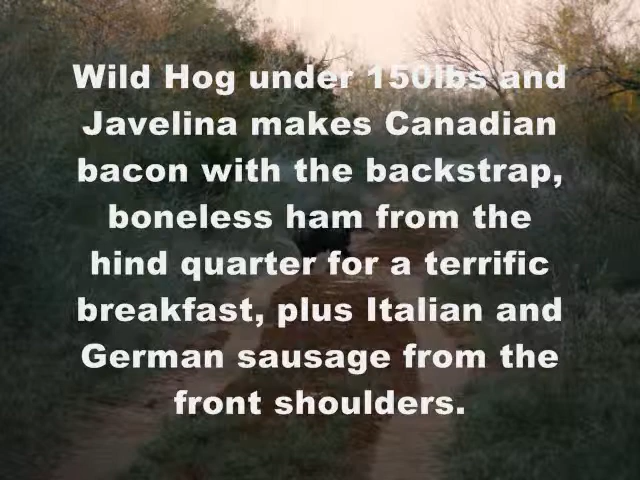 Wild Hog under 150lbs and
Javelina makes Canadian
bacon with the backstrap,
boneless ham from the
hind quarter for a terrific
breakfast, plus Italian and
German sausage from the
front shoulders.